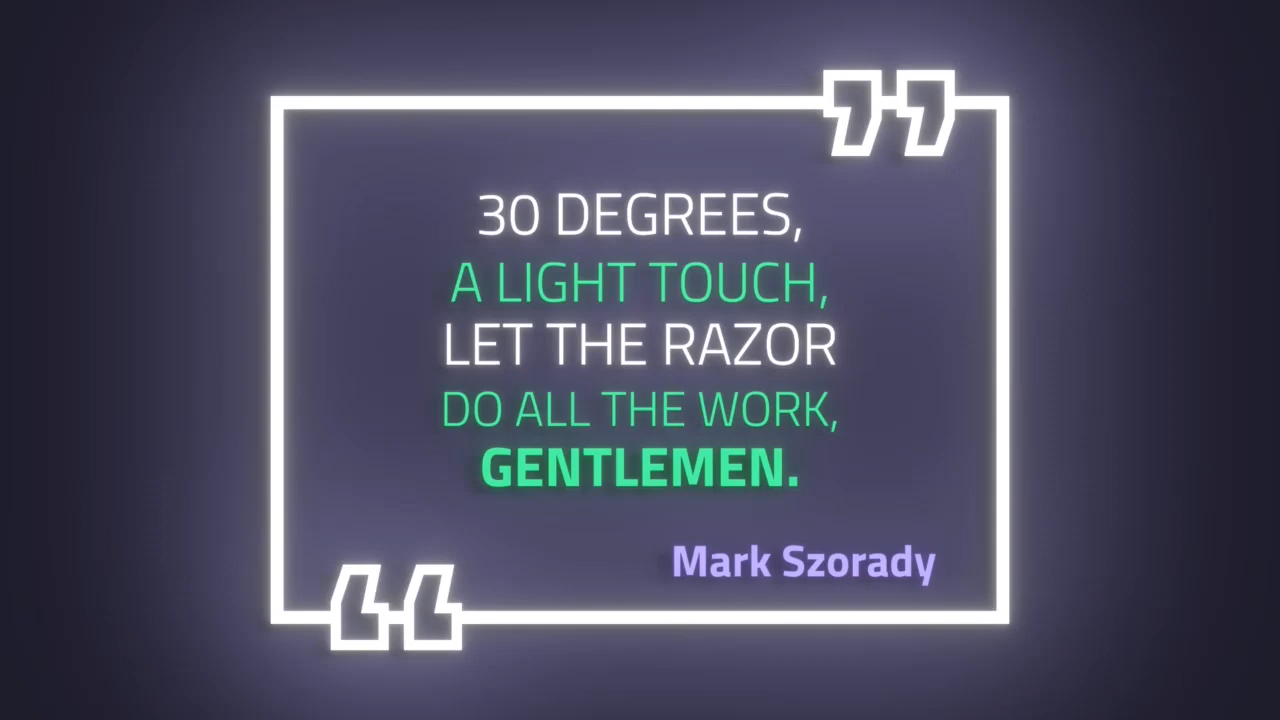 30 DEGREES,
A LIGHT TOUCH,
LET THE RAZOR
DO ALL THE WORK,
GENTLEMEN.
Mark Szorady